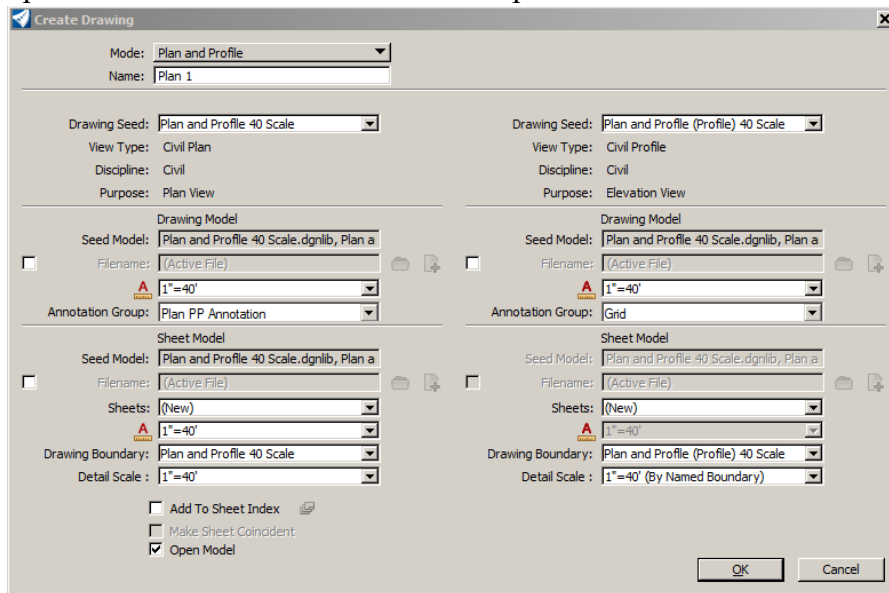 Create Drawing
Mode: Plan and Profile
Name: Plan 1
Drawing Seed: Plan and Profile 40 Scale
View Type: Civil Plan
Discipline: Civil
Purpose: Plan View
Drawing Model
Seed Model: Plan and Profile 40 Scale.dgnlib, Plan a
Filename: (Active File)
A 1"=40'
Annotation Group: Plan PP Annotation
Sheet Model
Seed Model: Plan and Profile 40 Scale.dgnlib, Plan a
Filename: (Active File)
Sheets: (New)
A 1"=40'
Drawing Boundary: Plan and Profile 40 Scale
Detail Scale : 1"=40'
Add To Sheet Index
Make Sheet Coincident
Open Model
Drawing Seed: Plan and Profile (Profile) 40 Scale
View Type: Civil Profile
Discipline: Civil
Purpose: Elevation View
Drawing Model
Seed Model: Plan and Profile 40 Scale.dgnlib, Plan a
Filename: (Active File)
A 1"=40'
Annotation Group: Grid
Sheet Model
Seed Model: Plan and Profile 40 Scale.dgnlib, Plan a
Filename: (Active File)
Sheets: (New)
A 1"=40'
Drawing Boundary: Plan and Profile (Profile) 40 Scale
Detail Scale : 1"=40' (By Named Boundary)
OK Cancel